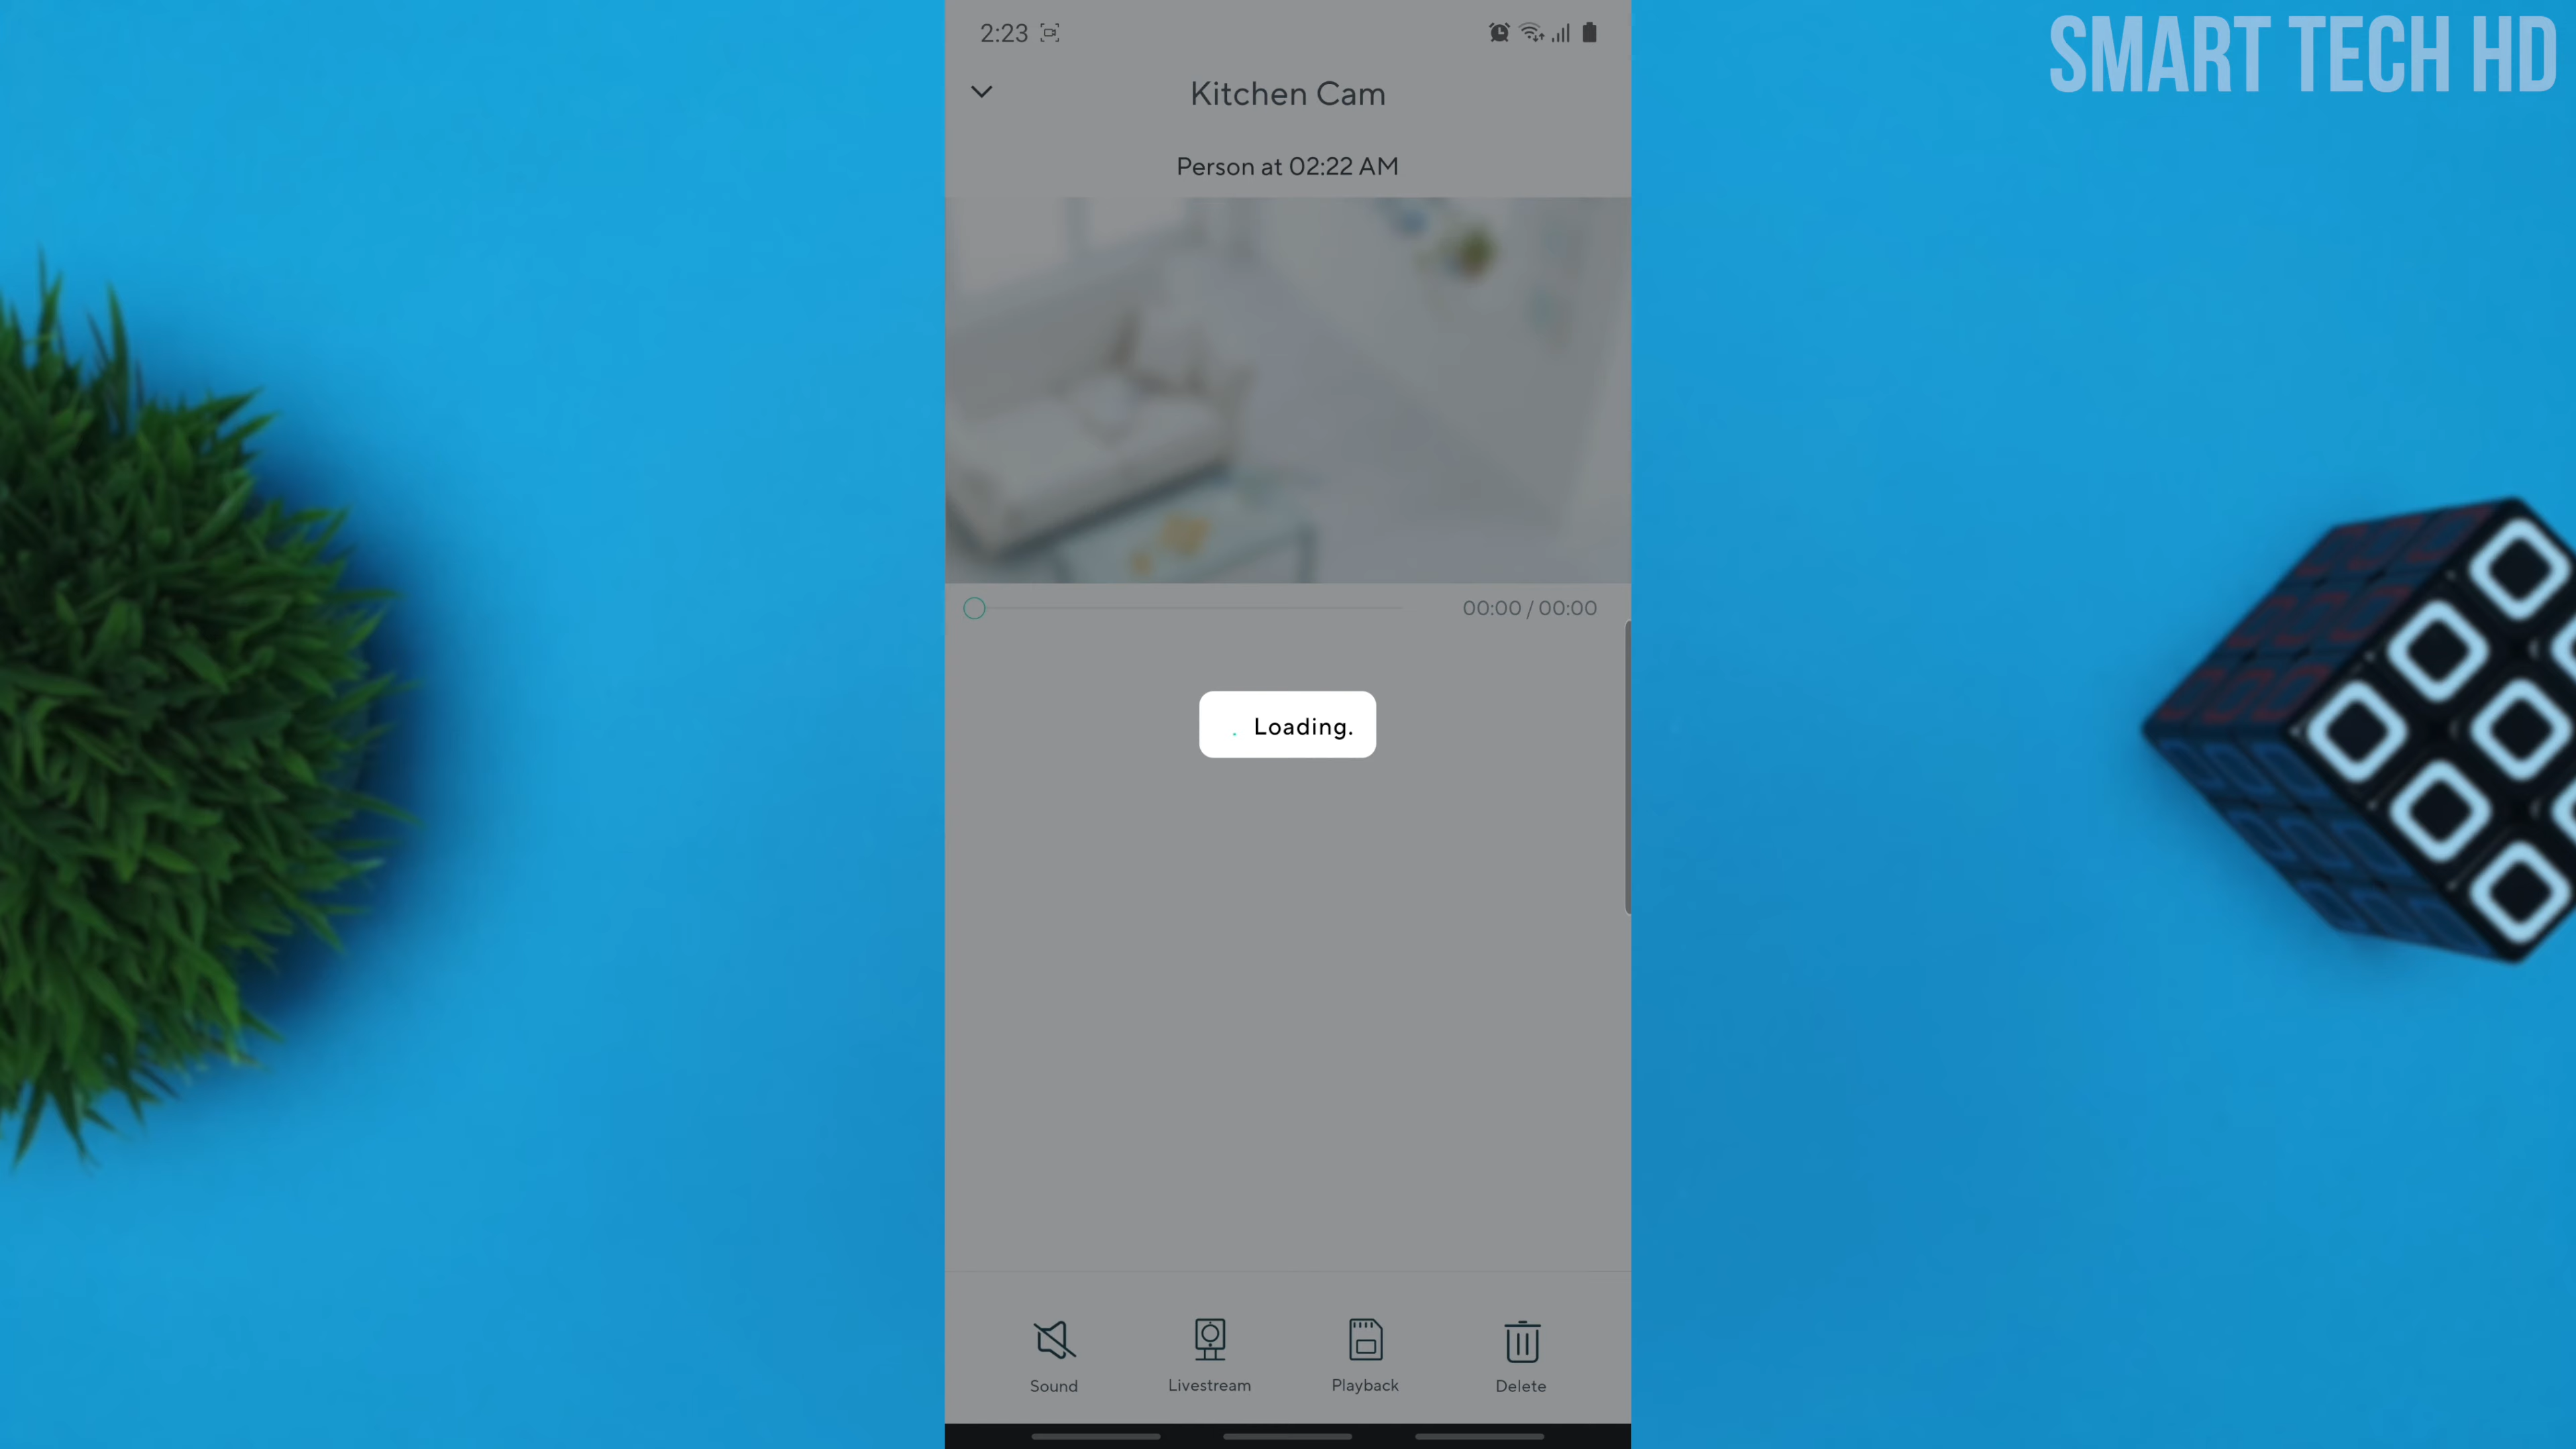 SMART TECH HD
2:23
Kitchen Cam
Person at 02:22 AM
00:00 / 00:00
Loading.
Sound
Livestream
Playback
Delete